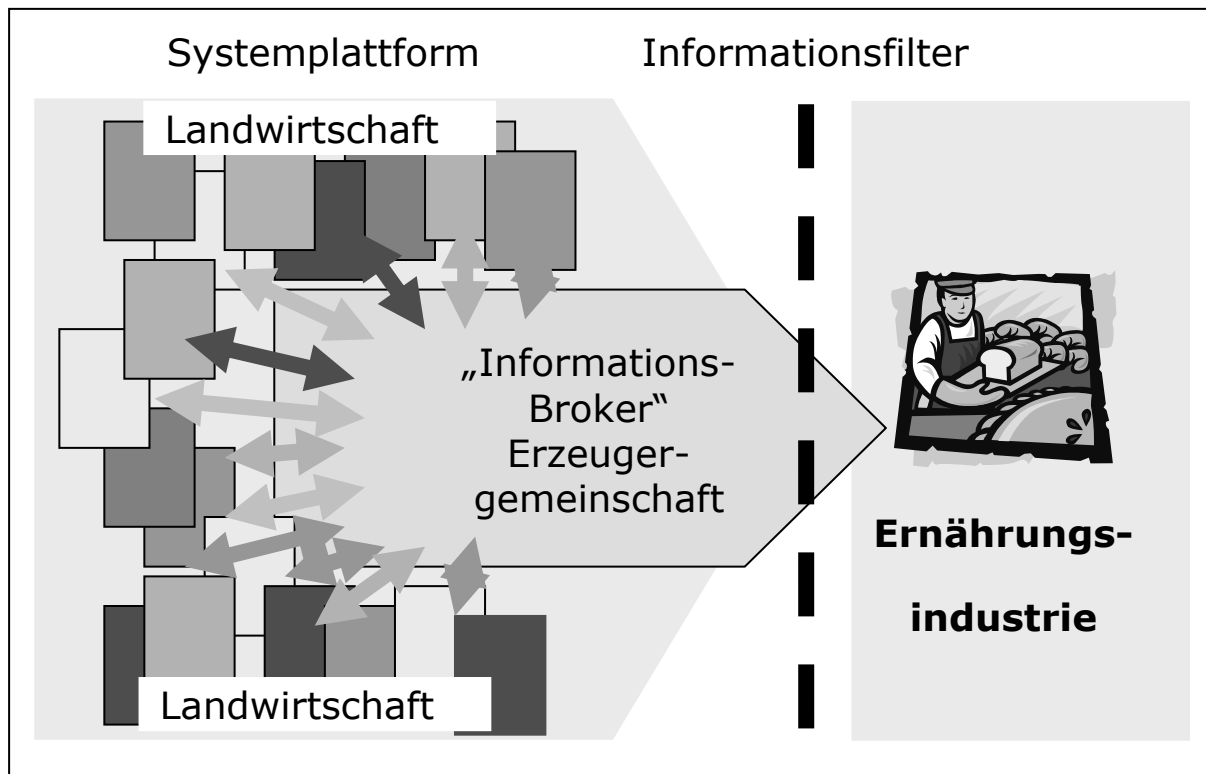 Systemplattform
Informationsfilter
Landwirtschaft
„Informations-
Broker“
Erzeuger-
gemeinschaft
Ernährungs-
industrie
Landwirtschaft